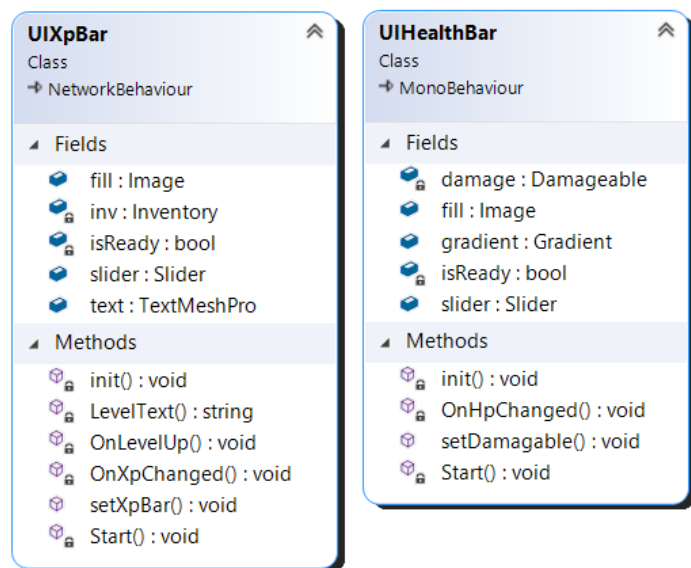 UIXpBar
Class
NetworkBehaviour
Fields
fill : Image
inv : Inventory
isReady : bool
slider : Slider
text : TextMeshPro
Methods
init() : void
LevelText() : string
OnLevelUp() : void
OnXpChanged() : void
setXpBar() : void
Start() : void
UIHealthBar
Class
MonoBehaviour
Fields
damage : Damageable
fill : Image
gradient : Gradient
isReady : bool
slider : Slider
Methods
init() : void
OnHpChanged() : void
setDamagable() : void
Start() : void